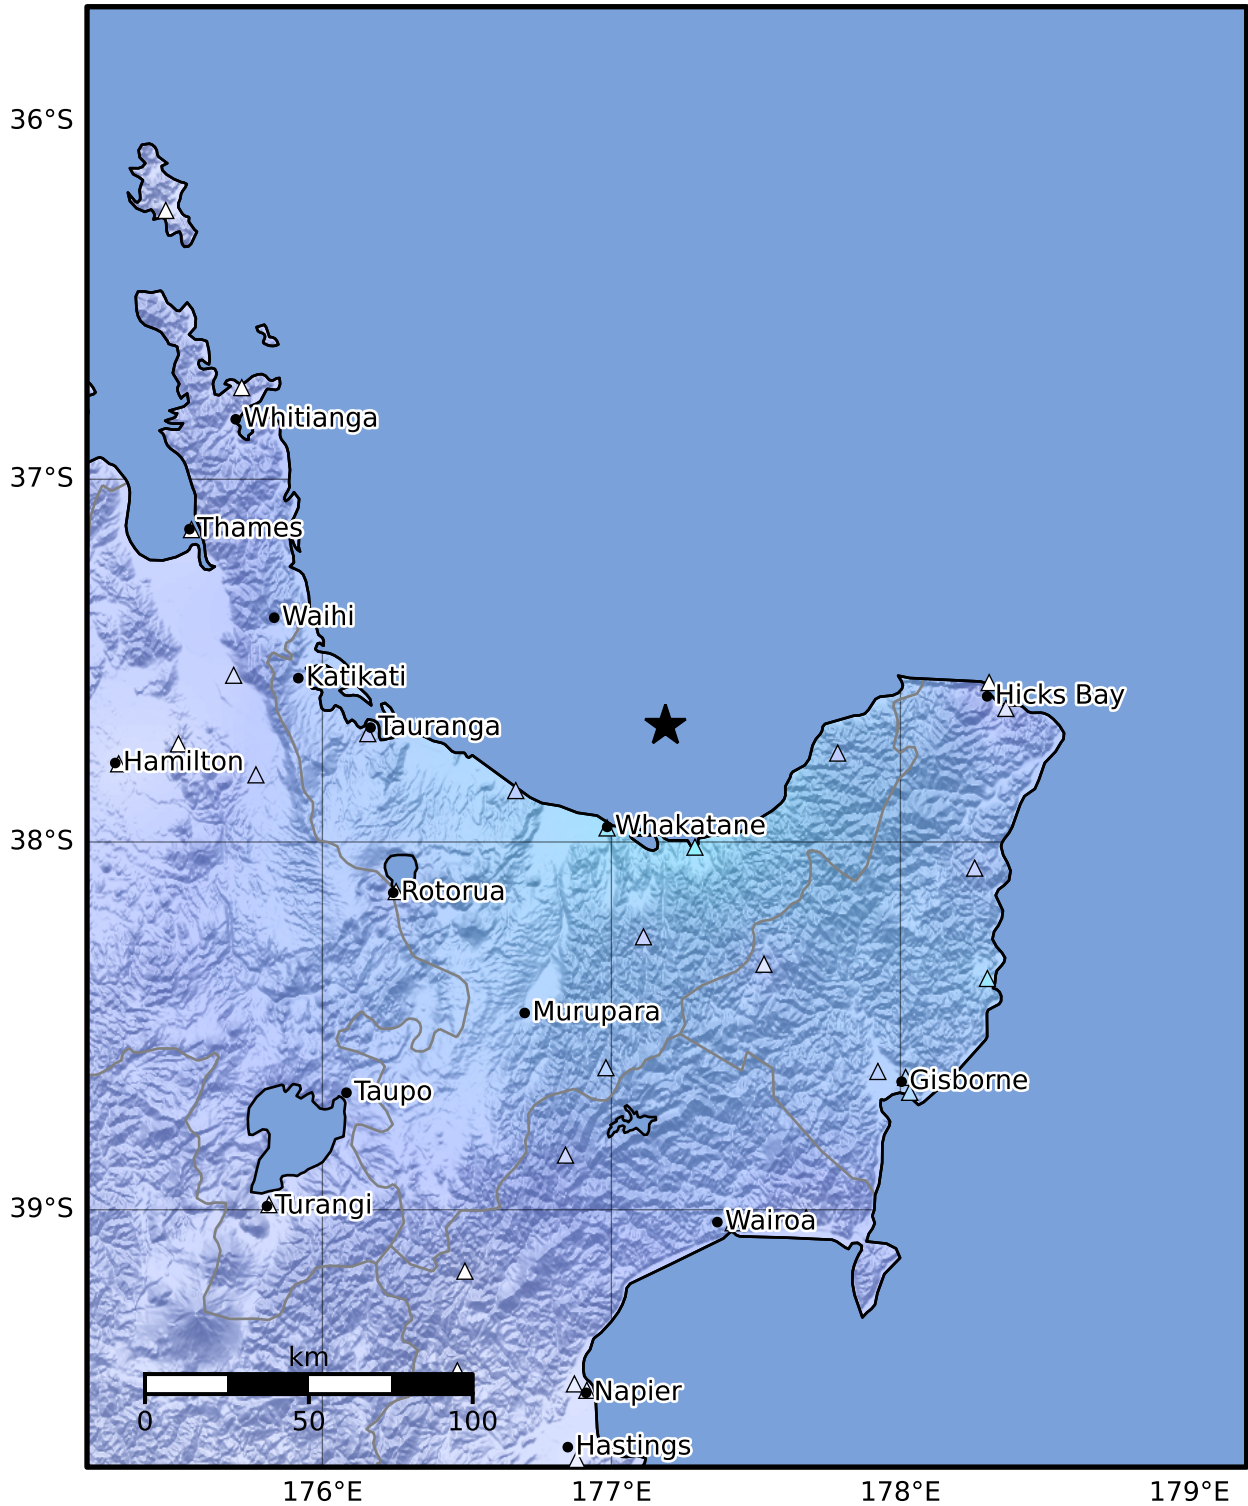 36°S
Whitianga
37°S
Thames
Waihi
Katikati
Hicks Bay
Tauranga
Hamilton
Whakatane
38°S
Rotorua
Murupara
Gisborne
Taupo
Turangi
39°S
Wairoa
km
Napier
0 50 100
Hastings
176°E 177°E 178°E 179°E